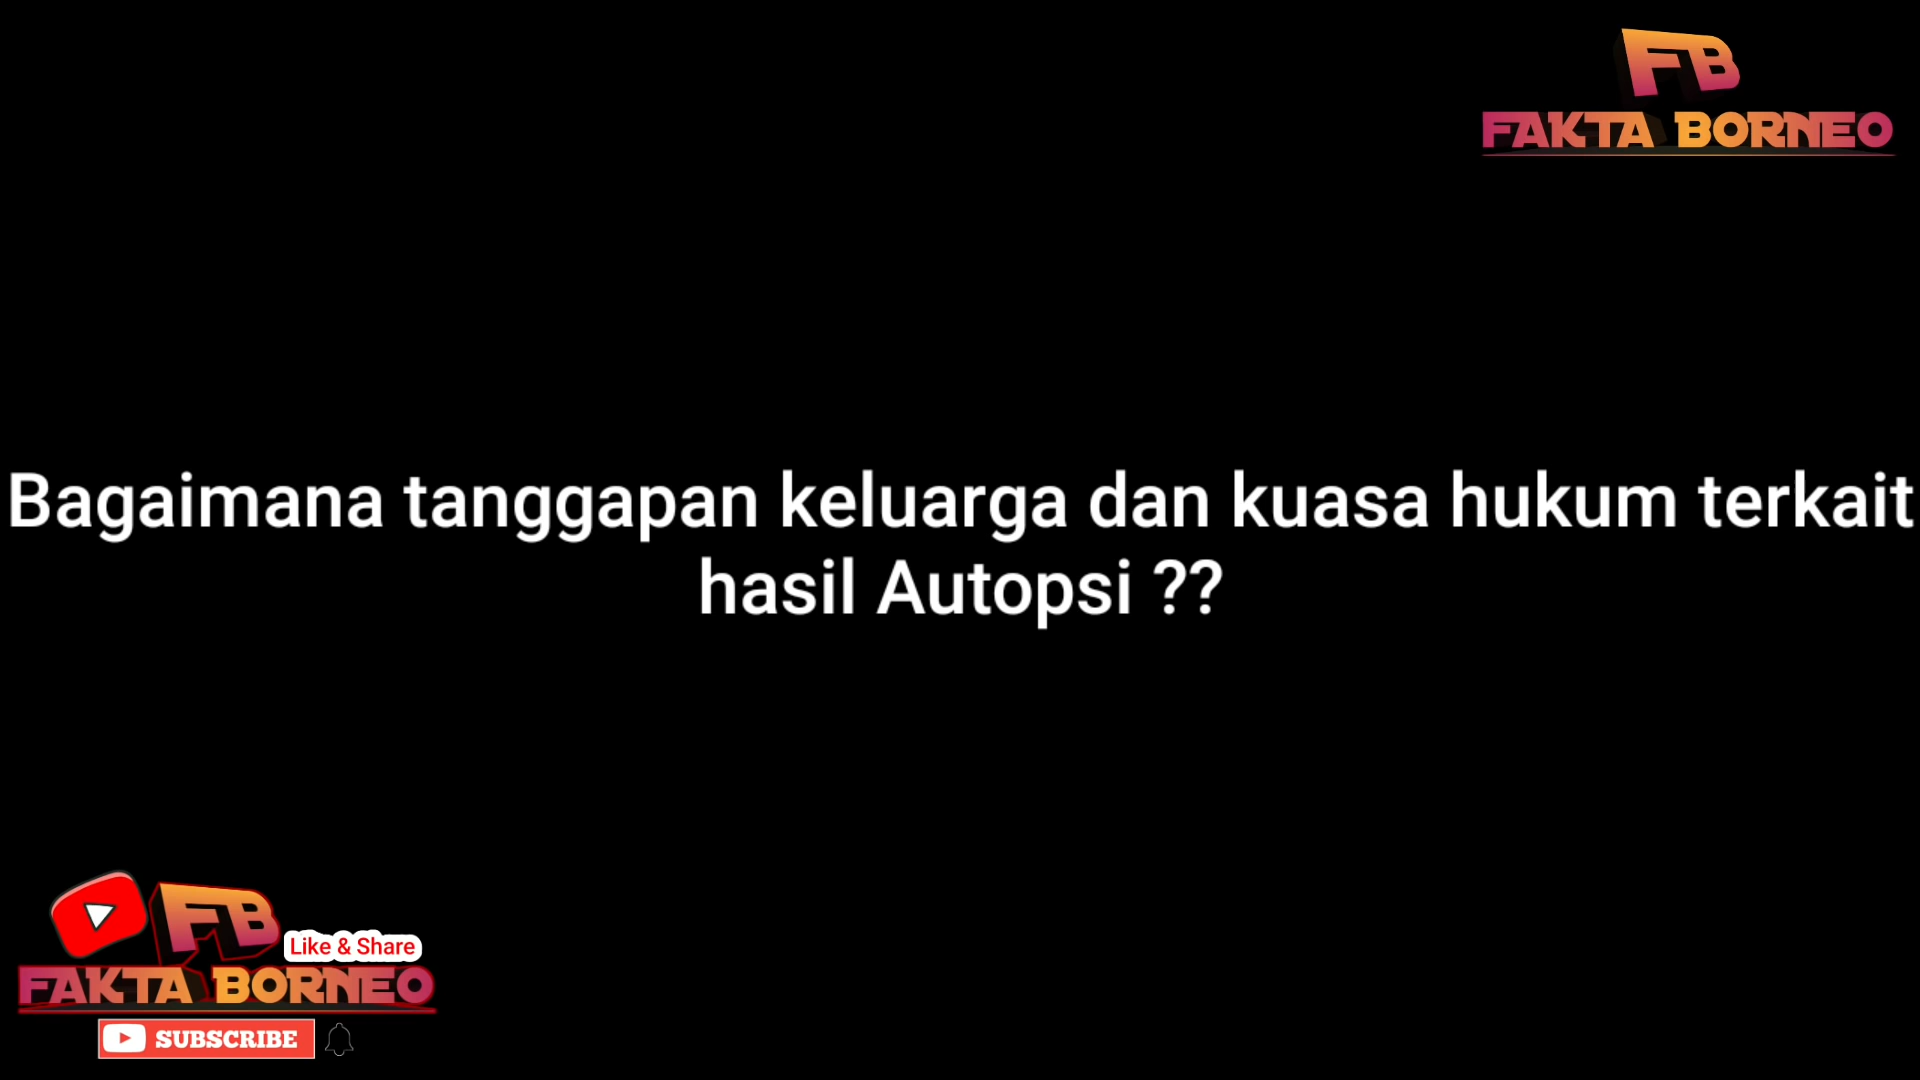 FB
FAKTA BORNEO
Bagaimana tanggapan keluarga dan kuasa hukum terkait
hasil Autopsi ??
FB
Like & Share
FAKTA BORNEO
SUBSCRIBE